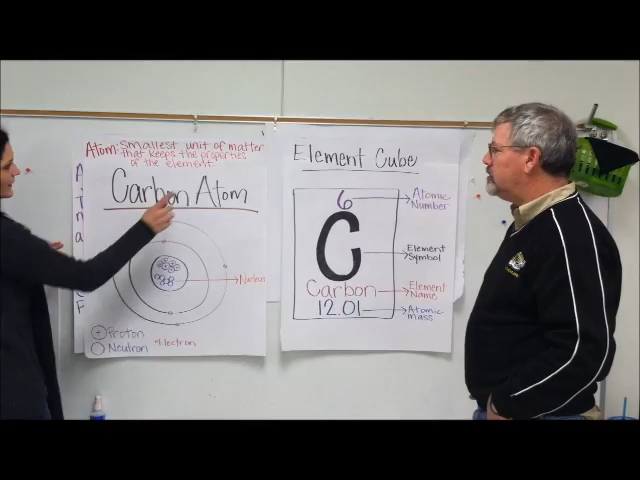 Atom: smallest unit of matter
that keeps the properties
of the element.
Carbon Atom
Nucleus
Proton
Neutron
Electron
A
T
n
a
F
Element Cube
6
Atomic
Number
C
Element
Symbol
Carbon
Element
Name
12.01
Atomic
mass